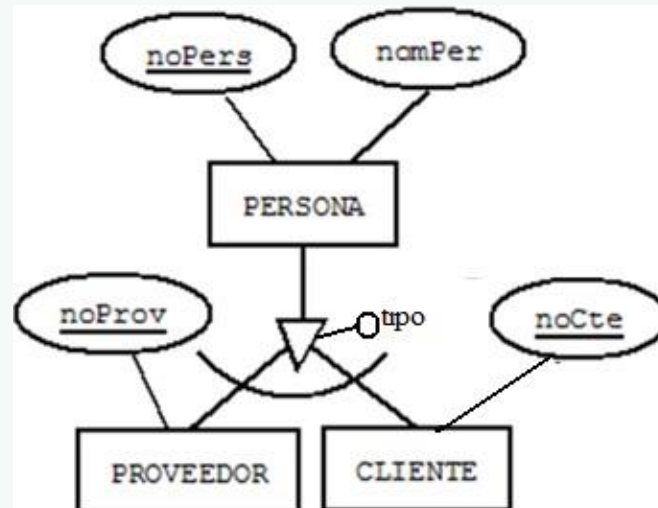 noPers
nomPer
PERSONA
noProv
tipo
noCte
PROVEEDOR
CLIENTE